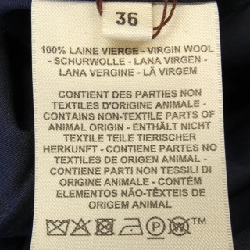 36
100% LAINE VIERGE - VIRGIN WOOL
- SCHURWOLLE - LANA VIRGEN -
LANA VERGINE - LÃ VIRGEM
CONTIENT DES PARTIES NON
TEXTILES D'ORIGINE ANIMALE -
CONTAINS NON-TEXTILE PARTS OF
ANIMAL ORIGIN - ENTHÄLT NICHT
TEXTILE TEILE TIERISCHER
HERKUNFT - CONTIENE PARTES NO
TEXTILES DE ORIGEN ANIMAL -
CONTIENE PARTI NON TESSILI DI
ORIGINE ANIMALE - CONTÉM
ELEMENTOS NÃO-TÊXTEIS DE
ORIGEM ANIMAL
P
TM